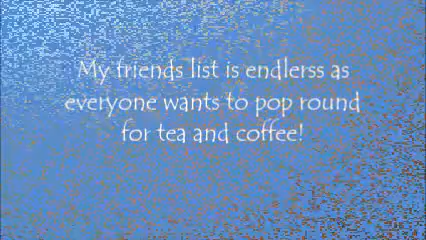 My friends list is endlerss as
everyone wants to pop round
for tea and coffee!